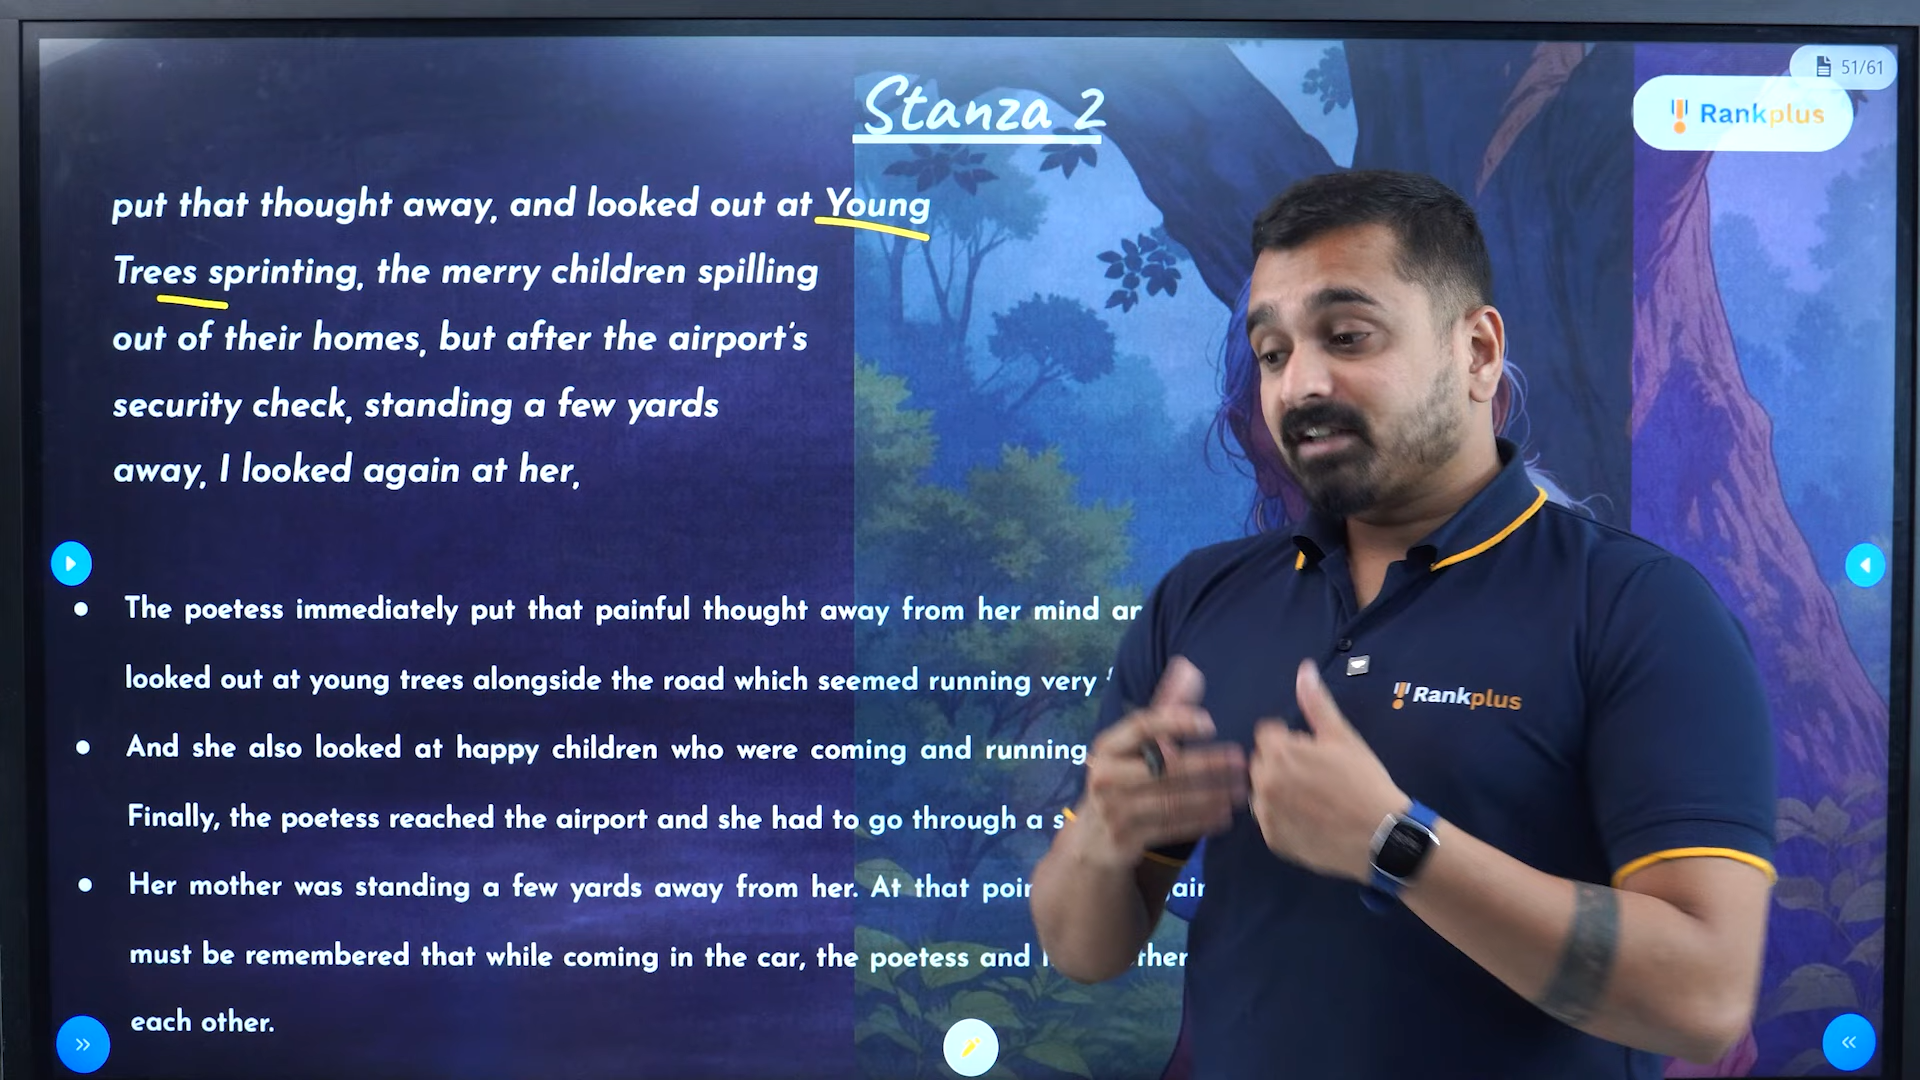 51/61
Stanza 2
Rankplus
put that thought away, and looked out at Young
Trees sprinting, the merry children spilling
out of their homes, but after the airport's
security check, standing a few yards
away, I looked again at her,
The poetess immediately put that painful thought away from her mind
looked out at young trees alongside the road which seemed running very
And she also looked at happy children who were coming and running
Finally, the poetess reached the airport and she had to go through a
Her mother was standing a few yards away from her. At that
must be remembered that while coming in the car, the poetess and
each other.
Rankplus